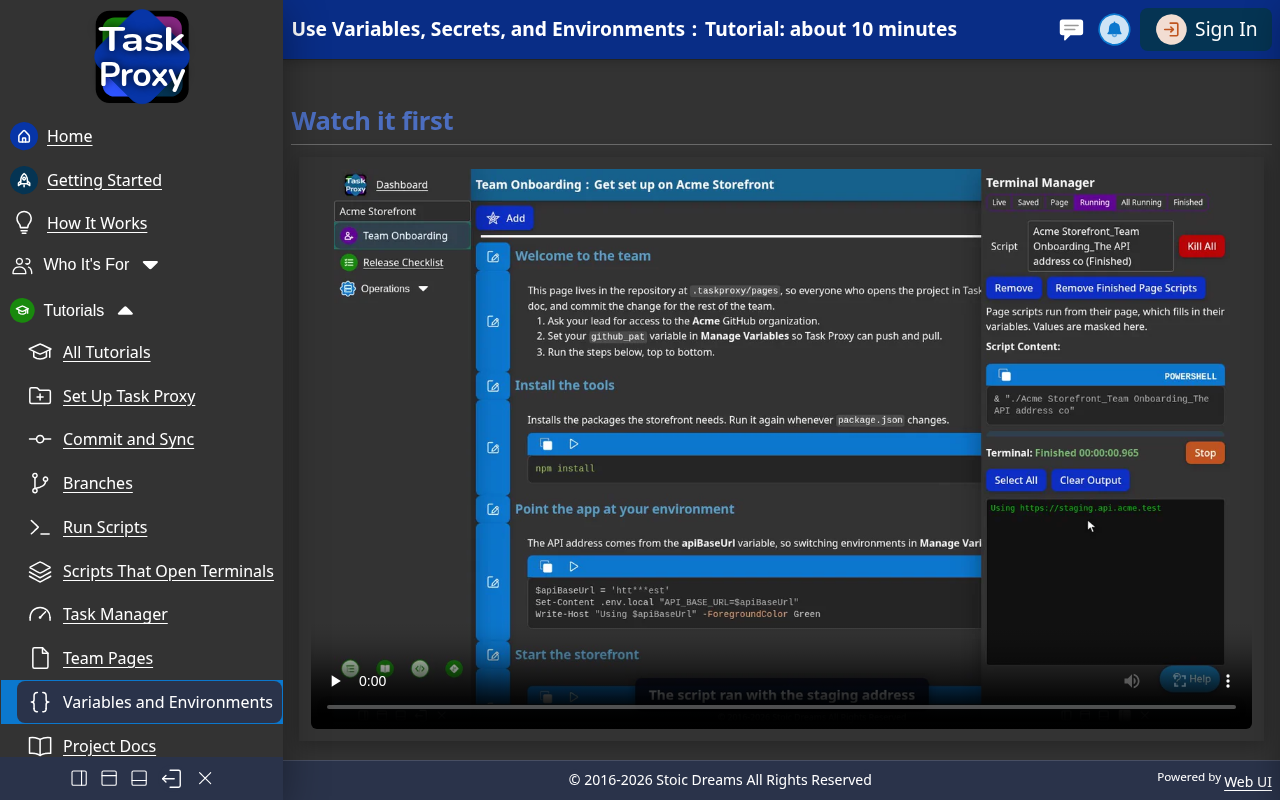 Task
Proxy
Home
Getting Started
How It Works
Who It's For
Tutorials
All Tutorials
Set Up Task Proxy
Commit and Sync
Branches
Run Scripts
Scripts That Open Terminals
Task Manager
Team Pages
Variables and Environments
Project Docs
Use Variables, Secrets, and Environments : Tutorial: about 10 minutes
Sign In
Watch it first
Task
Proxy
Dashboard
Acme Storefront
Team Onboarding
Release Checklist
Operations
Team Onboarding : Get set up on Acme Storefront
Add
Welcome to the team
This page lives in the repository at .taskproxy/pages, so everyone who opens the project in Task
doc, and commit the change for the rest of the team.
1. Ask your lead for access to the Acme GitHub organization.
2. Set your github_pat variable in Manage Variables so Task Proxy can push and pull.
3. Run the steps below, top to bottom.
Install the tools
Installs the packages the storefront needs. Run it again whenever package.json changes.
npm install
Point the app at your environment
The API address comes from the apiBaseUrl variable, so switching environments in Manage Vari
$apiBaseUrl = 'htt***est'
Set-Content .env.local "API_BASE_URL=$apiBaseUrl"
Write-Host "Using $apiBaseUrl" -ForegroundColor Green
Start the storefront
Terminal Manager
Live Saved Page Running All Running Finished
Script
Acme Storefront_Team
Onboarding_The API
address co (Finished)
Kill All
Remove
Remove Finished Page Scripts
Page scripts run from their page, which fills in their
variables. Values are masked here.
Script Content:
POWERSHELL
& "./Acme Storefront_Team Onboarding_The
API address co"
Terminal: Finished 00:00:00.965
Stop
Select All
Clear Output
Using https://staging.api.acme.test
Help
0:00
The script ran with the staging address
© 2016-2026 Stoic Dreams All Rights Reserved
Powered by Web UI